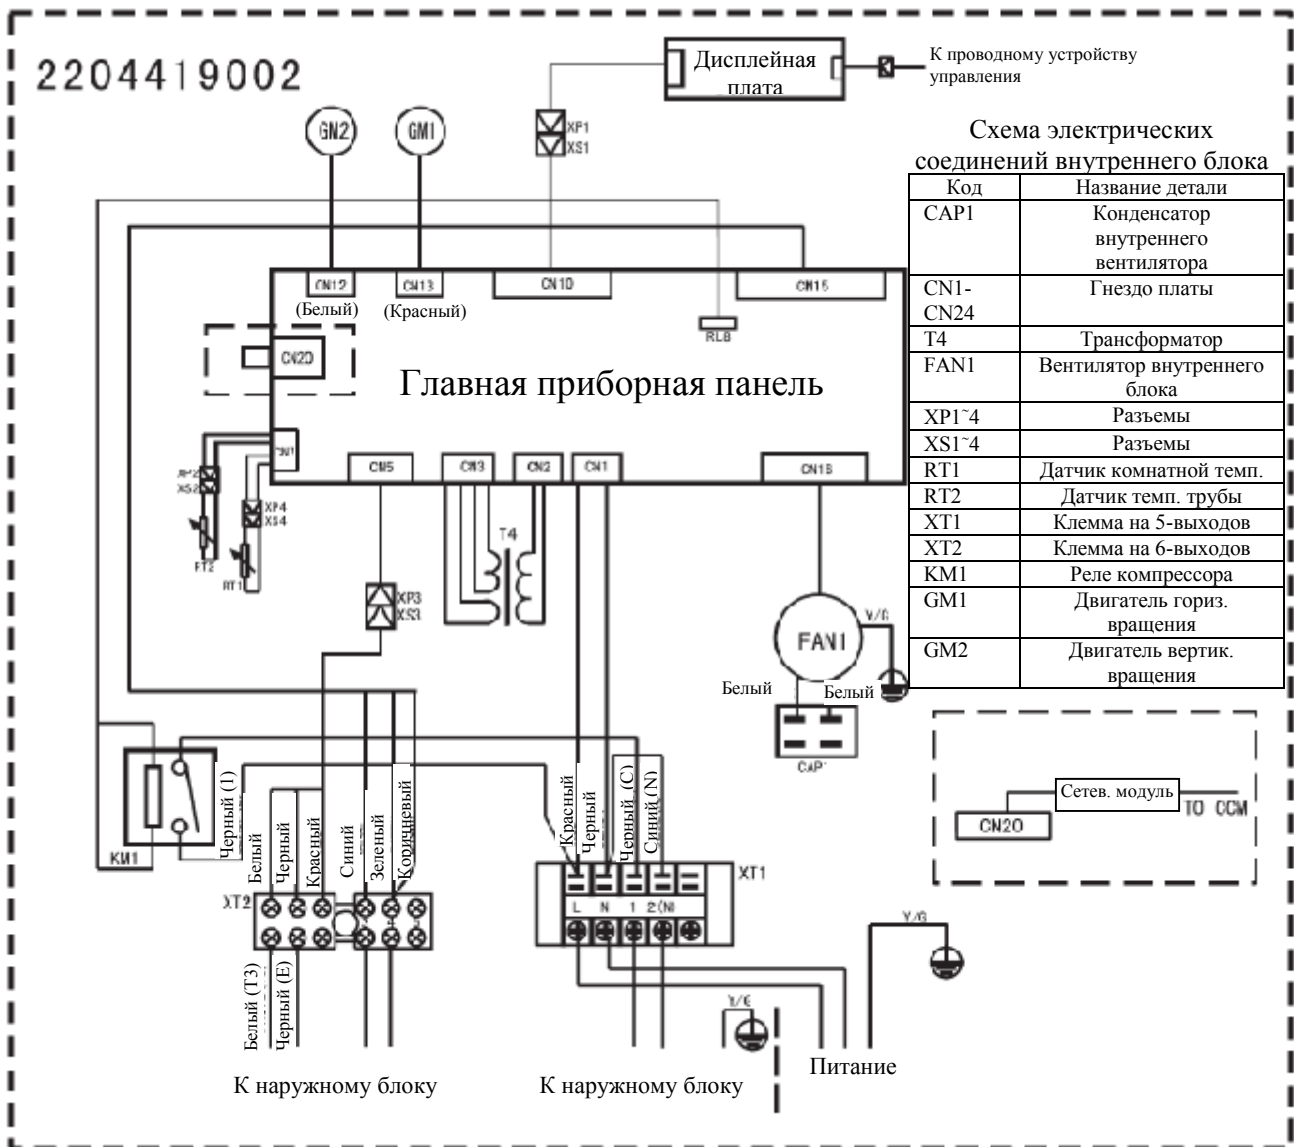 2204419002
Дисплейная
плата
К проводному устройству
управления
GN2
GM1
XP1
XS1
Схема электрических
соединений внутреннего блока
Код Название детали
CAP1 Конденсатор
внутреннего
вентилятора
CN1-
CN24
Гнездо платы
T4 Трансформатор
FAN1 Вентилятор внутреннего
блока
XP1~4 Разъемы
XS1~4 Разъемы
RT1 Датчик комнатной темп.
RT2 Датчик темп. трубы
XT1 Клемма на 5-выходов
XT2 Клемма на 6-выходов
KM1 Реле компрессора
GM1 Двигатель гориз.
вращения
GM2 Двигатель вертик.
вращения
CN12
CN13
CN10
CN15
(Белый)
(Красный)
RL8
CN20
Главная приборная панель
CN5
CN3
CN2
CN1
CN18
XP2
XS2
XP4
XS4
RT2
RT1
T4
XP3
XS3
FAN1
Y/G
Белый
Белый
CAP
KM1
Черный (1)
Белый
Черный
Красный
Синий
Зеленый
Коричневый
Красный
Черный
Черный (C)
Синий (N)
Сетев. модуль
TO CCM
CN20
XT2
XT1
L N 1 2(N)
Y/G
Белый (T3)
Черный (E)
Y/G
К наружному блоку
К наружному блоку
Питание